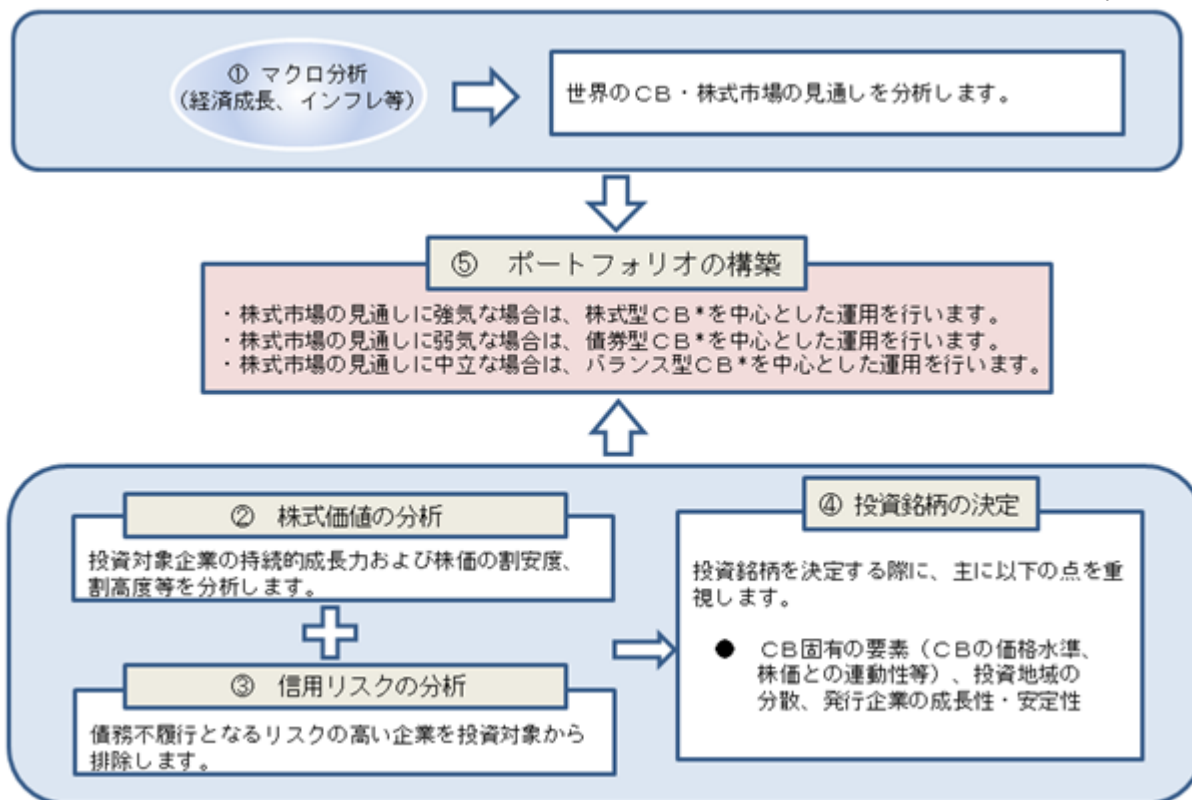 ① マクロ分析
(経済成長、インフレ等)
世界のCB・株式市場の見通しを分析します。
⑤ ポートフォリオの構築
・株式市場の見通しに強気な場合は、株式型CB*を中心とした運用を行います。
・株式市場の見通しに弱気な場合は、債券型CB*を中心とした運用を行います。
・株式市場の見通しに中立な場合は、バランス型CB*を中心とした運用を行います。
② 株式価値の分析
投資対象企業の持続的成長力および株価の割安度、
割高度等を分析します。
③ 信用リスクの分析
債務不履行となるリスクの高い企業を投資対象から
排除します。
④ 投資銘柄の決定
投資銘柄を決定する際に、主に以下の点を重
視します。
● CB固有の要素（CBの価格水準、
株価との連動性等）、投資地域の
分散、発行企業の成長性・安定性